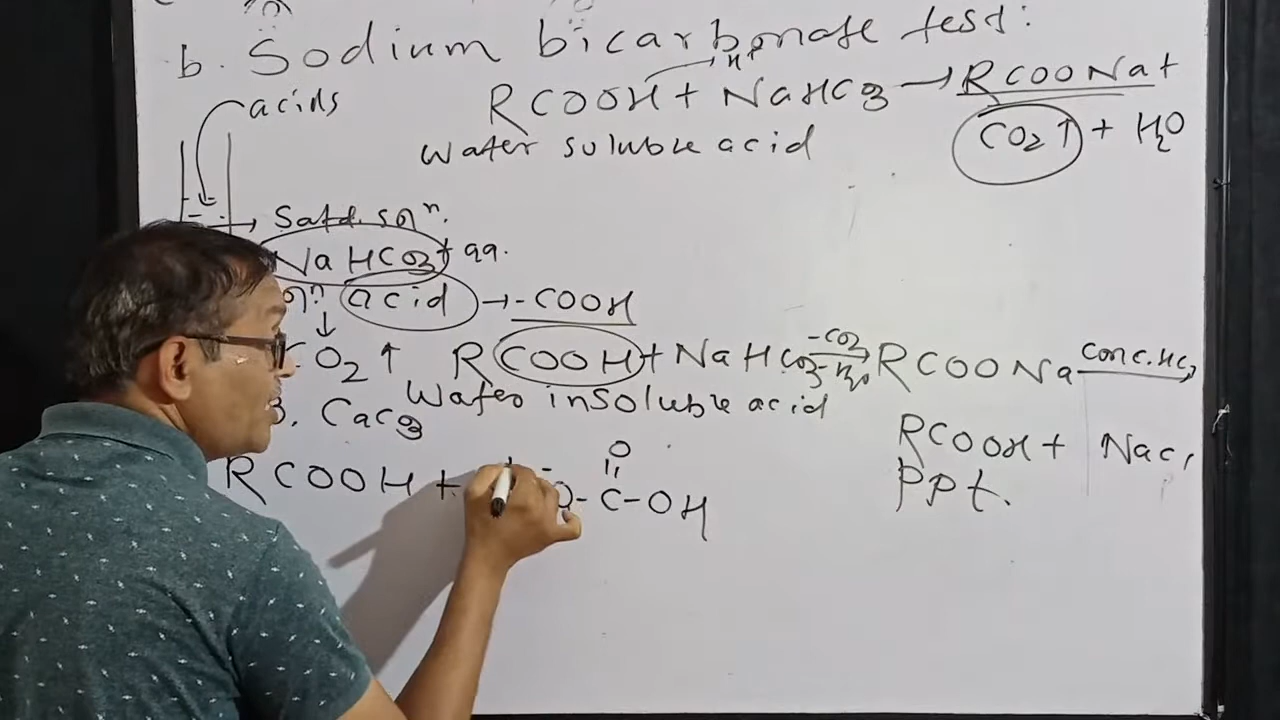 b. Sodium bicarbonate test:
acids
H+
RCOOH + NaHCO3 → RCOONa +
CO2↑ + H2O
Water soluble acid
→ Satd. solⁿ.
NaHCO3 + aq.
acid → -COOH
↓
CO2 ↑
RCOOH + NaHCO3 -CO2 -H2O → RCOONa Conc. HCl →
Water insoluble acid
CaCO3
RCOOH + NaCl
ppt.
RCOOH +
O
O - C - OH